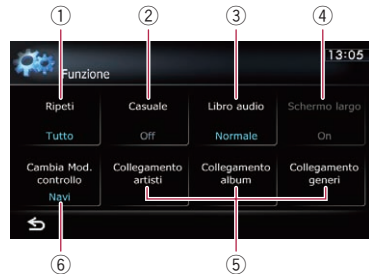 ① ② ③ ④
13:05
Funzione
Ripeti Casuale Libro audio Schermo largo
Tutto Off Normale On
Cambia Mod. controllo Collegamento artisti Collegamento album Collegamento generi
Navi
⑥ ⑤